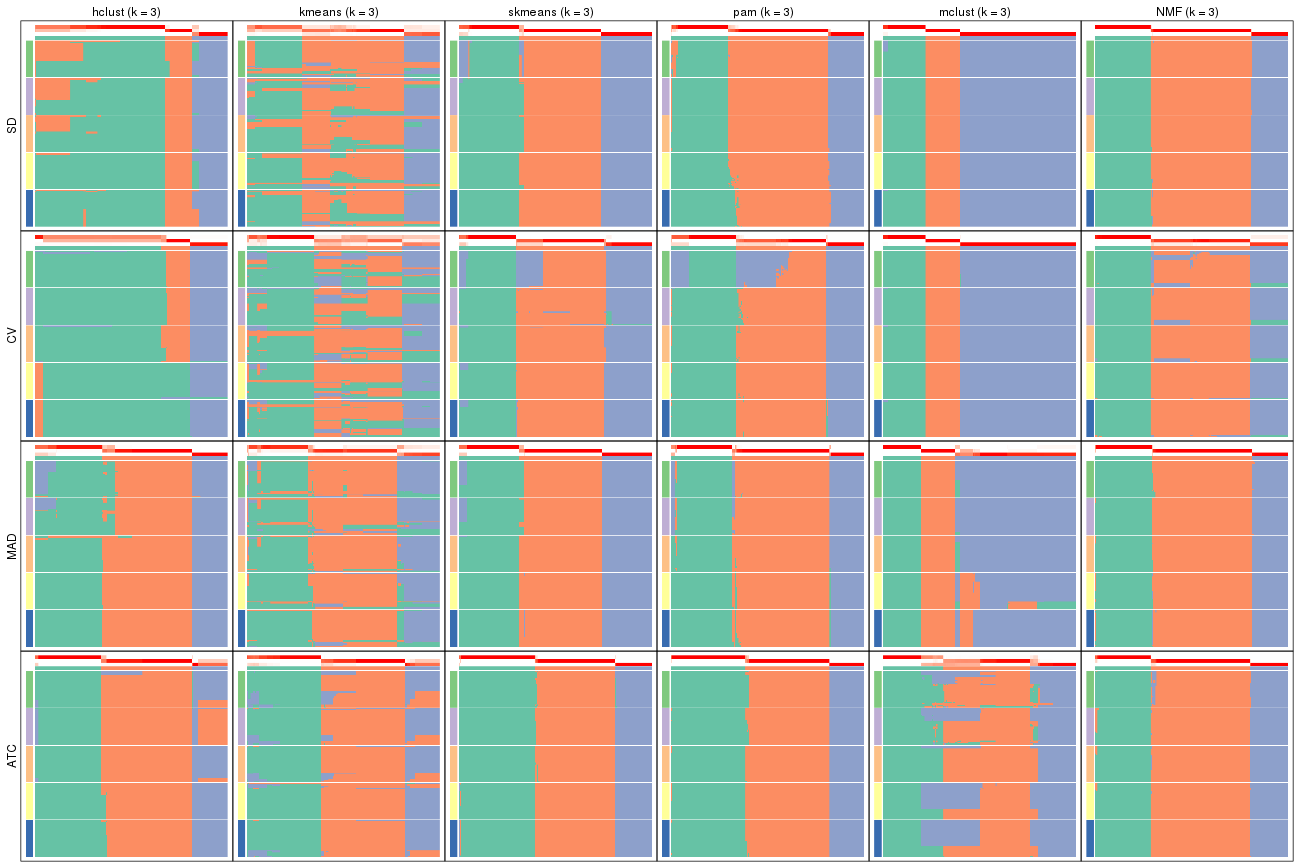 hclust (k = 3) kmeans (k = 3) skmeans (k = 3) pam (k = 3) mclust (k = 3) NMF (k = 3)
SD
CV
MAD
ATC